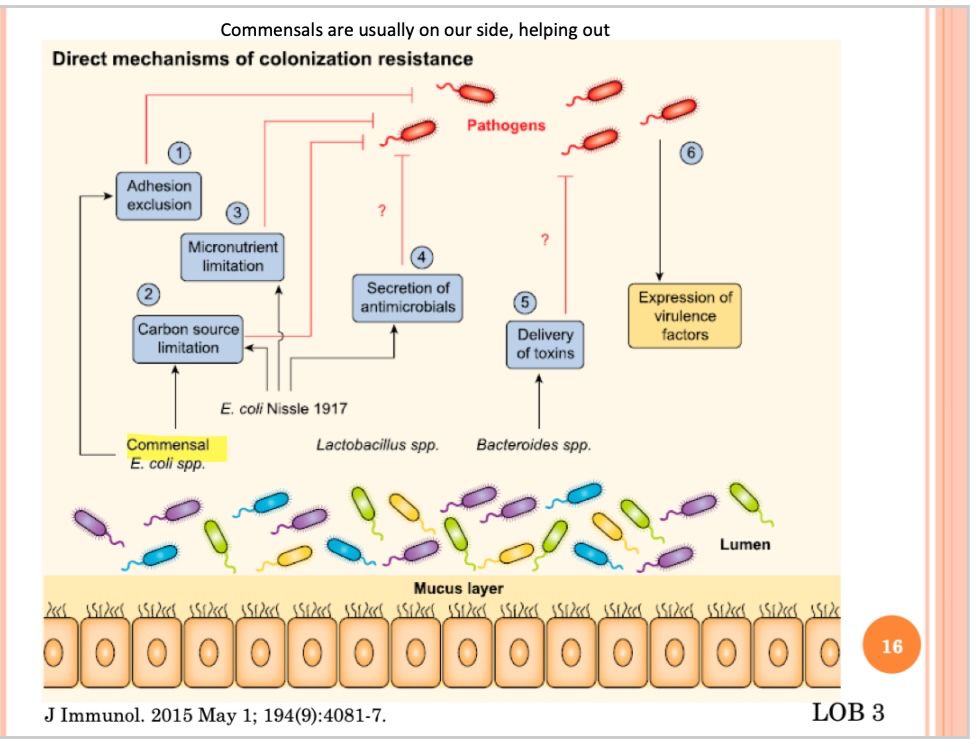 Commensals are usually on our side, helping out
Direct mechanisms of colonization resistance
Pathogens
1
6
Adhesion
exclusion
3
?
Micronutrient
limitation
?
4
2
Secretion of
antimicrobials
5
Expression of
virulence
factors
Carbon source
limitation
Delivery
of toxins
E. coli Nissle 1917
Commensal
E. coli spp.
Lactobacillus spp.
Bacteroides spp.
Lumen
Mucus layer
16
J Immunol. 2015 May 1; 194(9):4081-7.
LOB 3